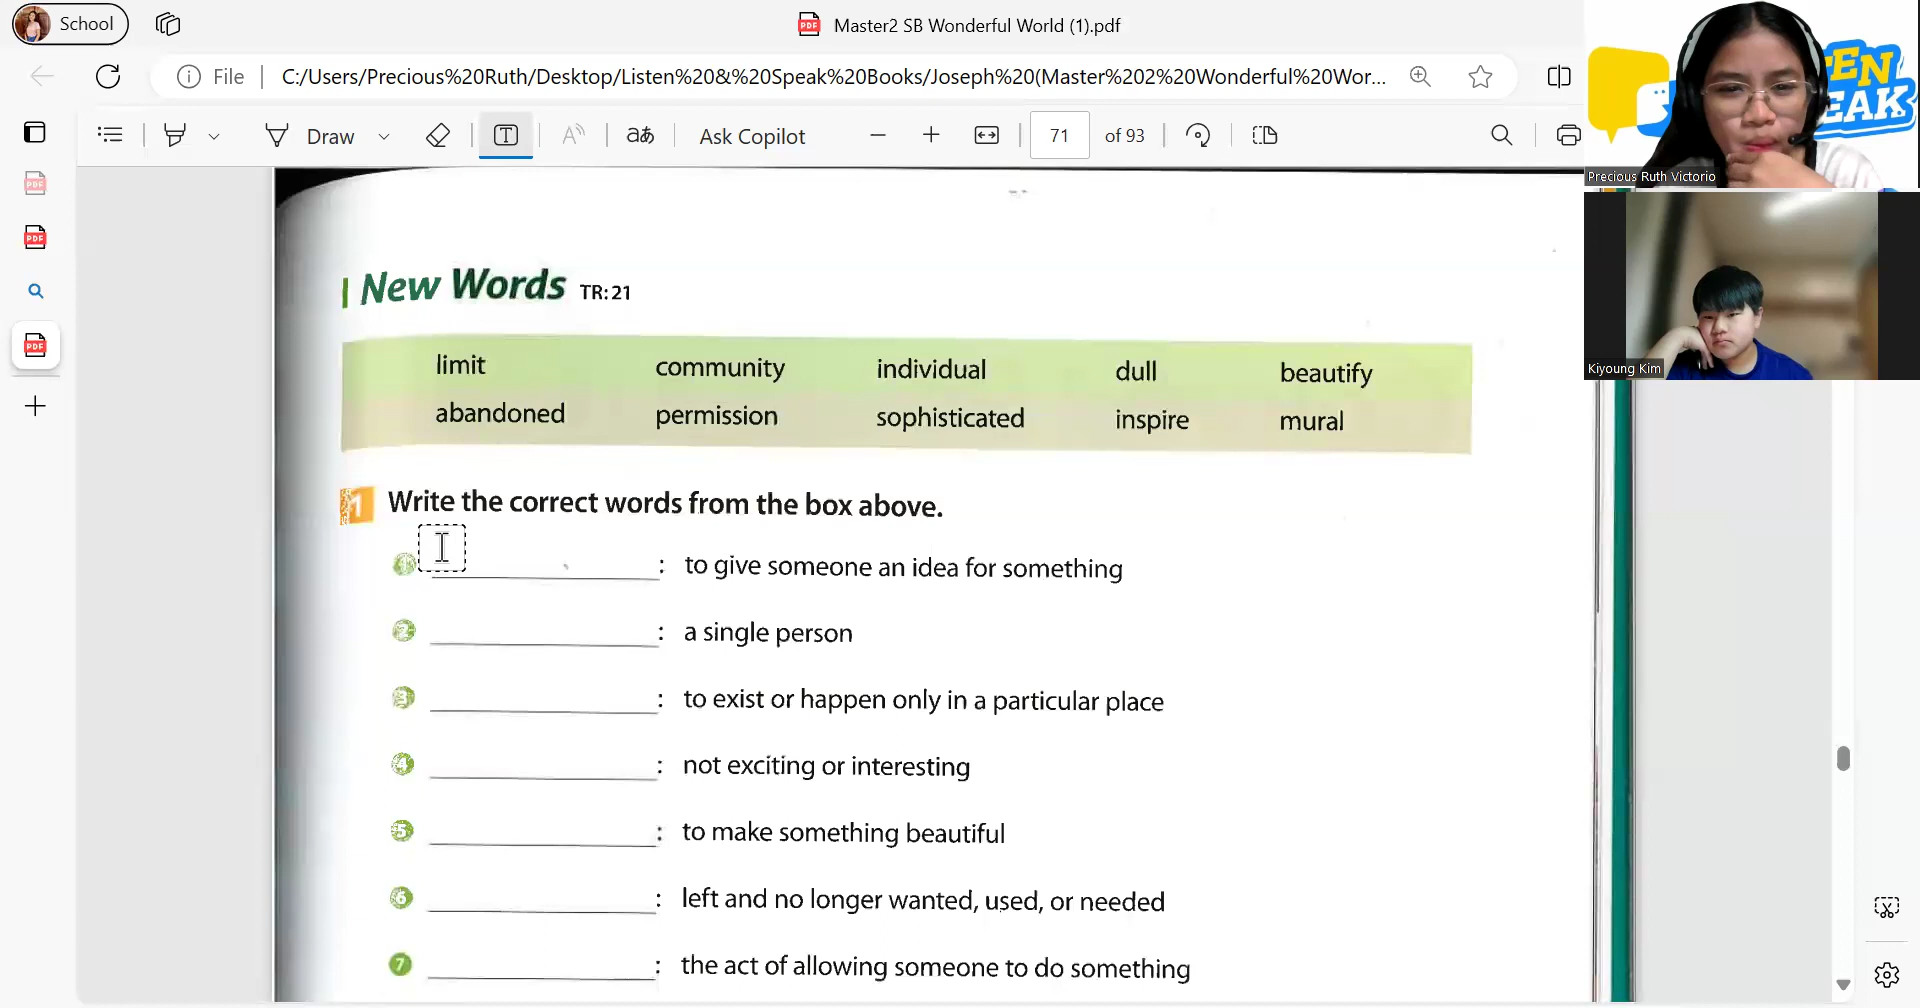 School
Master2 SB Wonderful World (1).pdf
File
C:/Users/Precious%20Ruth/Desktop/Listen%20&%20Speak%20Books/Joseph%20(Master%202%20Wonderful%20Wor...
Draw
aあ
Ask Copilot
71 of 93
EN
EAK
Precious Ruth Victorio
Kiyoung Kim
New Words TR:21
limit community individual dull beautify
abandoned permission sophisticated inspire mural
1 Write the correct words from the box above.
1 : to give someone an idea for something
2 : a single person
3 : to exist or happen only in a particular place
4 : not exciting or interesting
5 : to make something beautiful
6 : left and no longer wanted, used, or needed
7 : the act of allowing someone to do something